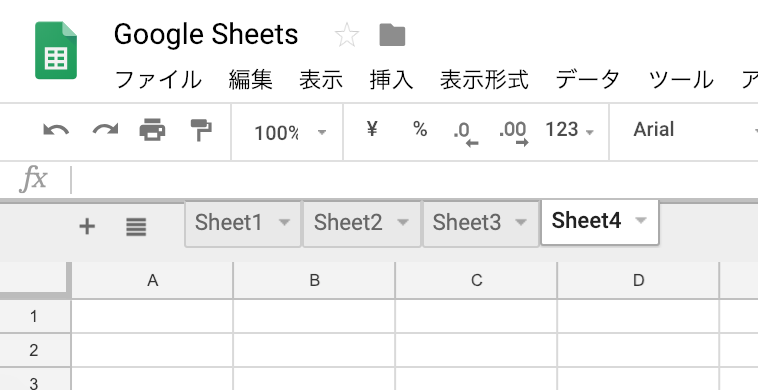 Google Sheets
ファイル 編集 表示 挿入 表示形式 データ ツール ア
100% ¥ % .0 .00 123 Arial
fx
Sheet1 Sheet2 Sheet3 Sheet4
A B C D
1
2
3